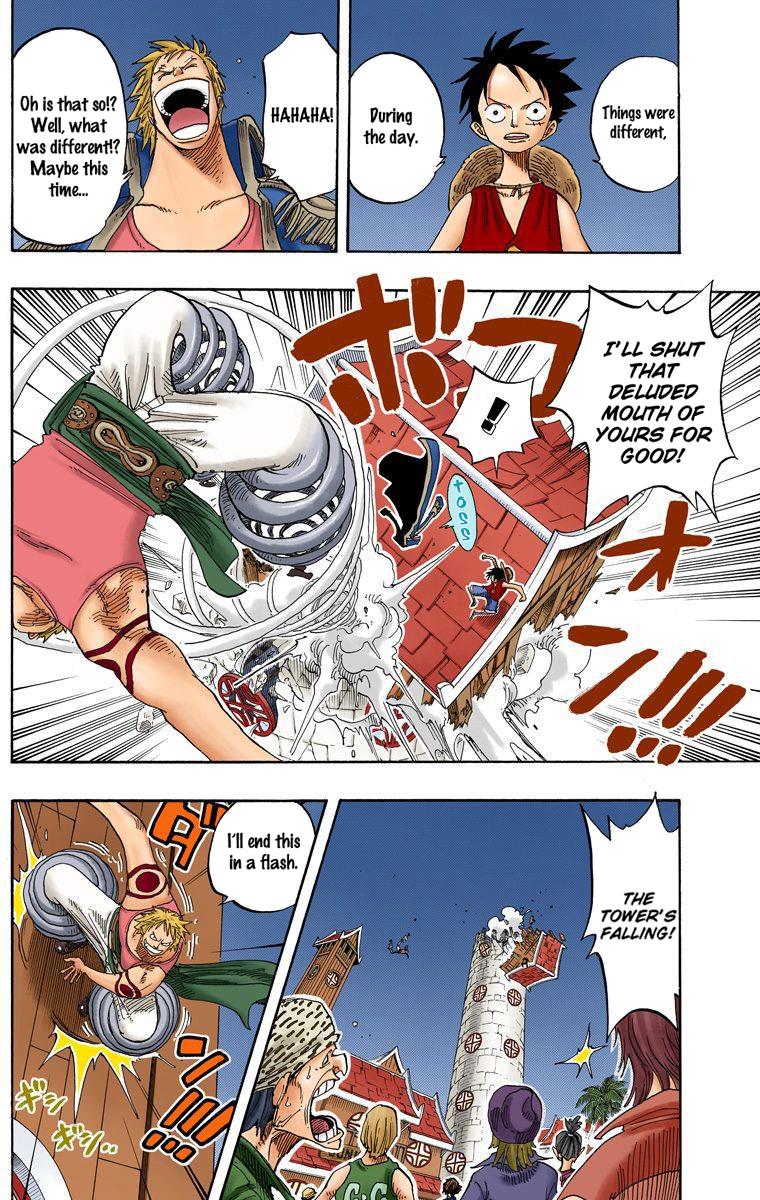 Things were
different,
During
the day.
HAHAHA!
Oh is that so!?
Well, what
was different!?
Maybe this
time...
I'LL SHUT
THAT
DELUDED
MOUTH OF
YOURS FOR
GOOD!
!
ボコオン!!!
TOSS
THE
TOWER'S
FALLING!
I'll end this
in a flash.
ダン!!
ギシ
ギシ..